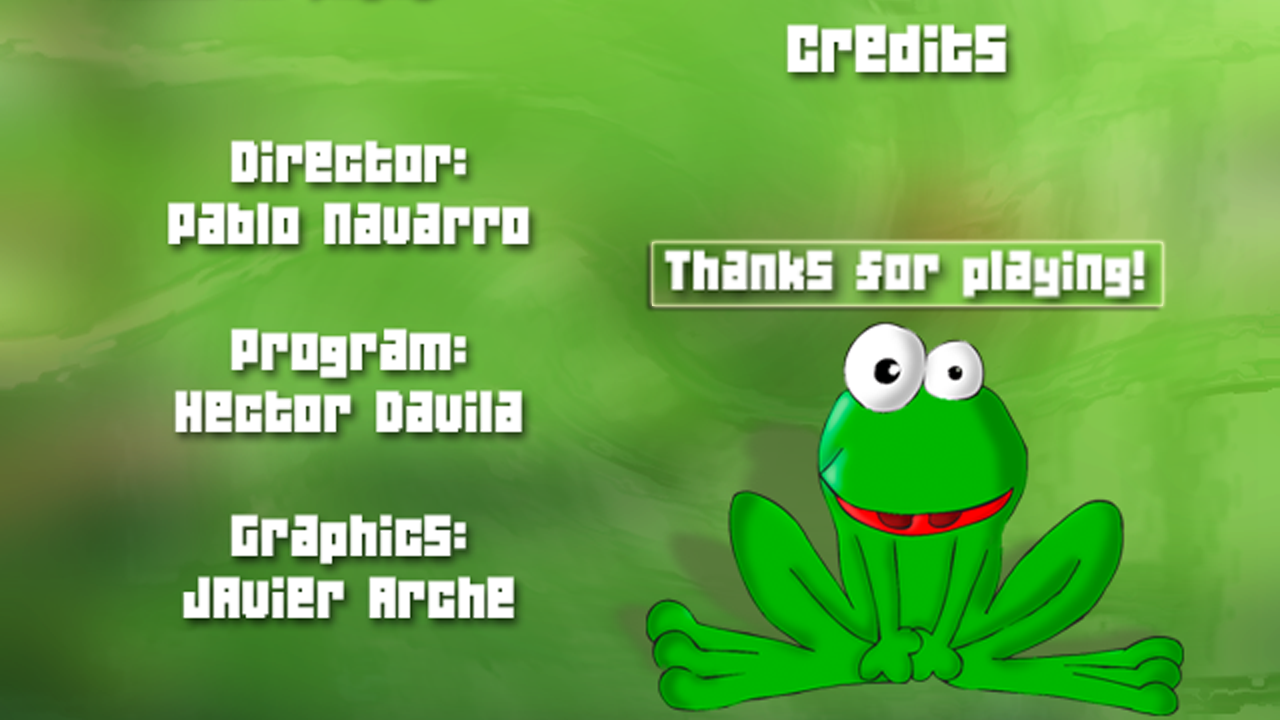 Credits
Director:
Pablo Navarro
Thanks for playing!
Program:
Hector Davila
Graphics:
JAvier Arche